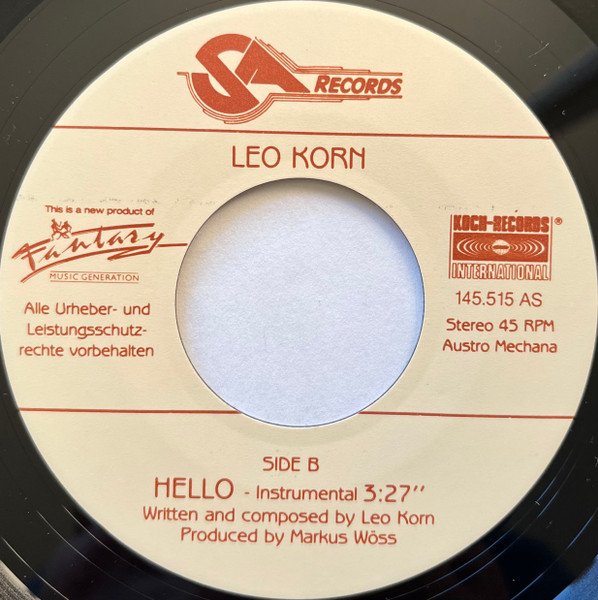 SA RECORDS
LEO KORN
This is a new product of
Fantasy
MUSIC GENERATION
Alle Urheber- und
Leistungsschutz-
rechte vorbehalten
KOCH-RECORDS ®
INTERNATIONAL
145.515 AS
Stereo 45 RPM
Austro Mechana
SIDE B
HELLO - Instrumental 3:27’’
Written and composed by Leo Korn
Produced by Markus Wöss